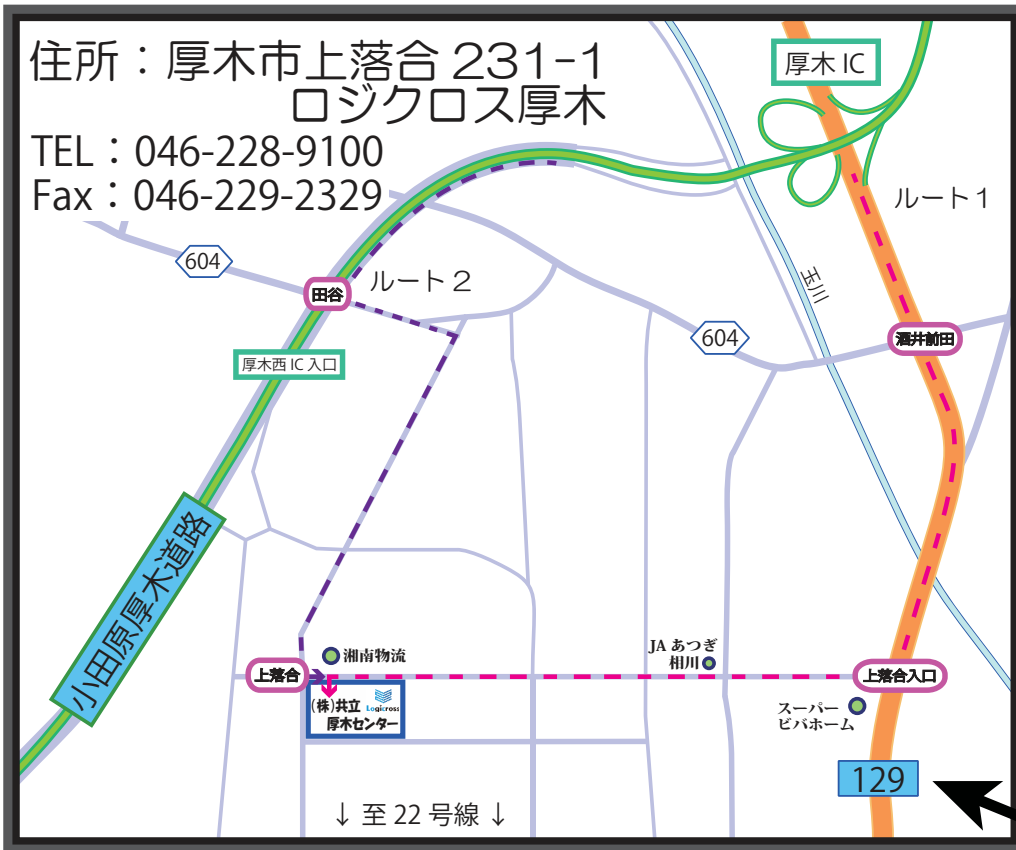 住所：厚木市上落合 231-1
ロジクロス厚木
TEL：046-228-9100
Fax：046-229-2329
厚木 IC
ルート 1
604
田谷
ルート 2
玉川
604
酒井前田
厚木西 IC 入口
小田原厚木道路
湘南物流
JA あつぎ
相川
上落合
上落合入口
(株)共立
Logicross
厚木センター
スーパー
ビバホーム
129
↓ 至 22 号線 ↓